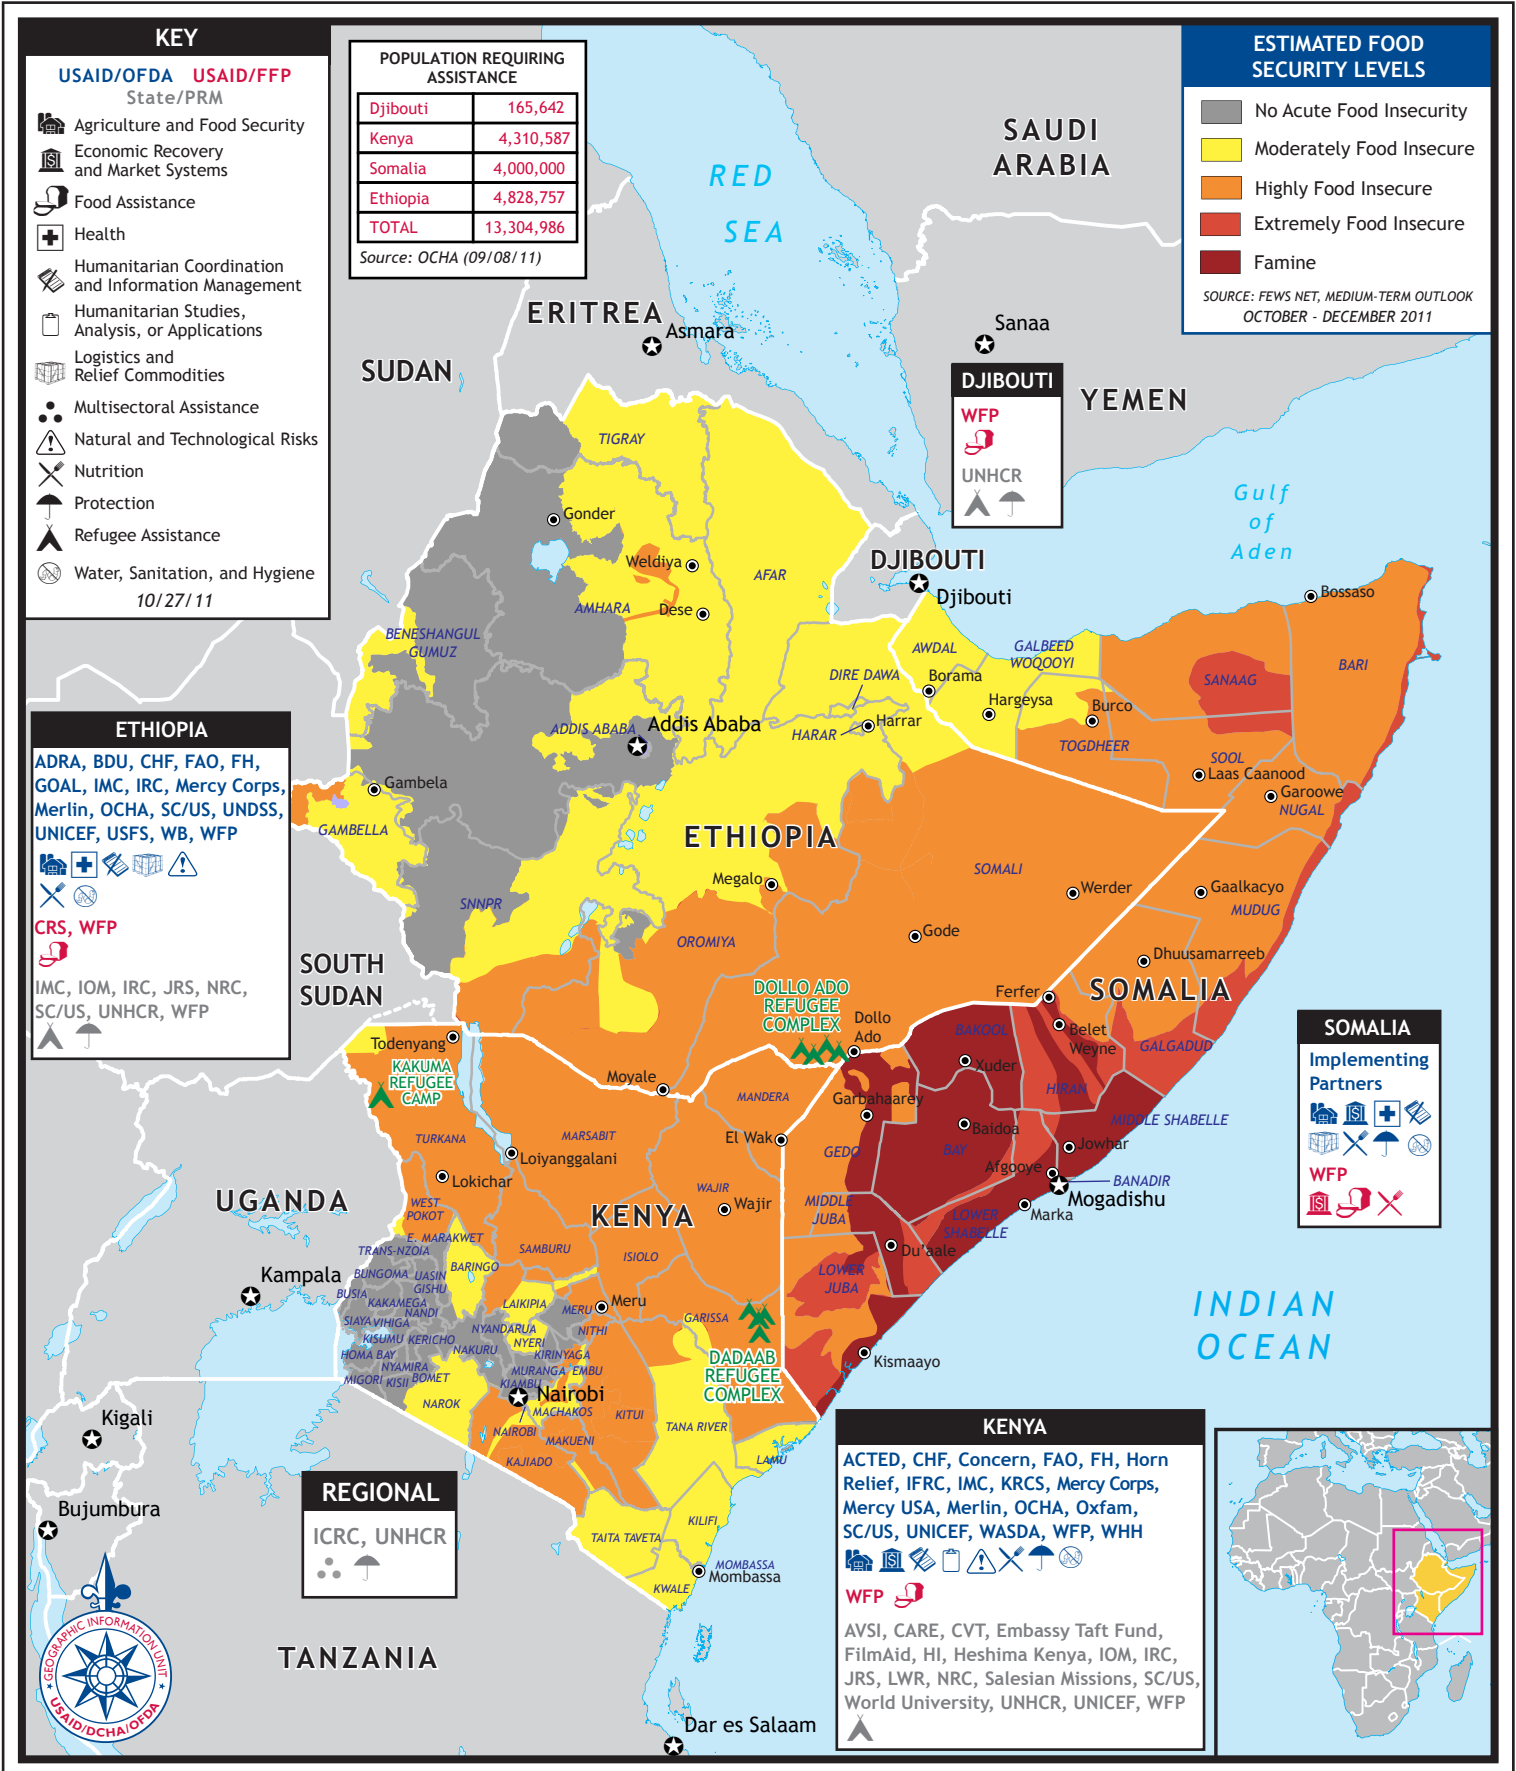 KEY
USAID/OFDA USAID/FFP
State/PRM
Agriculture and Food Security
Economic Recovery
and Market Systems
Food Assistance
Health
Humanitarian Coordination
and Information Management
Humanitarian Studies,
Analysis, or Applications
Logistics and
Relief Commodities
Multisectoral Assistance
Natural and Technological Risks
Nutrition
Protection
Refugee Assistance
Water, Sanitation, and Hygiene
10/27/11
POPULATION REQUIRING
ASSISTANCE
Djibouti 165,642
Kenya 4,310,587
Somalia 4,000,000
Ethiopia 4,828,757
TOTAL 13,304,986
Source: OCHA (09/08/11)
ESTIMATED FOOD
SECURITY LEVELS
No Acute Food Insecurity
Moderately Food Insecure
Highly Food Insecure
Extremely Food Insecure
Famine
SOURCE: FEWS NET, MEDIUM-TERM OUTLOOK
OCTOBER - DECEMBER 2011
SAUDI
ARABIA
RED
SEA
ERITREA
Asmara
SUDAN
Sanaa
YEMEN
DJIBOUTI
WFP
UNHCR
Gulf
of
Aden
TIGRAY
Gonder
Weldiya
AFAR
AMHARA
Dese
BENESHANGUL
GUMUZ
DJIBOUTI
Djibouti
Bossaso
AWDAL
GALBEED
WOQOOYI
BARI
DIRE DAWA
Borama
SANAAG
Hargeysa
Burco
ADDIS ABABA
Addis Ababa
HARAR
Harrar
TOGDHEER
SOOL
Laas Caanood
Garoowe
NUGAL
Gambela
GAMBELLA
ETHIOPIA
ADRA, BDU, CHF, FAO, FH,
GOAL, IMC, IRC, Mercy Corps,
Merlin, OCHA, SC/US, UNDSS,
UNICEF, USFS, WB, WFP
CRS, WFP
IMC, IOM, IRC, JRS, NRC,
SC/US, UNHCR, WFP
ETHIOPIA
Megalo
SOMALI
Werder
Gaalkacyo
MUDUG
SNNPR
OROMIYA
Gode
Dhuusamarreeb
SOUTH
SUDAN
DOLLO ADO
REFUGEE
COMPLEX
Dollo
Ado
Ferfer
SOMALIA
BAKOOL
Belet
Weyne
GALGADUD
Todenyang
KAKUMA
REFUGEE
CAMP
Moyale
MANDERA
Xuder
Garbahaarey
HIRAN
MIDDLE SHABELLE
SOMALIA
Implementing
Partners
WFP
TURKANA
MARSABIT
El Wak
GEDO
Baidoa
BAY
Jowhar
Loiyanggalani
Lokichar
Afgooye
BANADIR
Mogadishu
UGANDA
WEST
POKOT
KENYA
WAJIR
Wajir
MIDDLE
JUBA
Marka
LOWER
SHABELLE
E. MARAKWET
TRANS-NZOIA
SAMBURU
ISIOLO
Du'aale
Kampala
BUNGOMA
UASIN
GISHU
BARINGO
LOWER
JUBA
BUSIA
KAKAMEGA
NANDI
LAIKIPIA
MERU
Meru
SIAYA
VIHIGA
KISUMU
KERICHO
NYANDARUA
NYERI
NITHI
GARISSA
HOMA BAY
NYAMIRA
NAKURU
KIRINYAGA
MIGORI
KISII
BOMET
MURANGA
EMBU
KIAMBU
DADAAB
REFUGEE
COMPLEX
Kismaayo
INDIAN
OCEAN
Nairobi
NAROK
MACHAKOS
KITUI
NAIROBI
MAKUENI
TANA RIVER
KAJIADO
LAMU
Kigali
Bujumbura
REGIONAL
ICRC, UNHCR
KILIFI
TAITA TAVETA
MOMBASSA
Mombassa
KWALE
TANZANIA
Dar es Salaam
KENYA
ACTED, CHF, Concern, FAO, FH, Horn
Relief, IFRC, IMC, KRCS, Mercy Corps,
Mercy USA, Merlin, OCHA, Oxfam,
SC/US, UNICEF, WASDA, WFP, WHH
WFP
AVSI, CARE, CVT, Embassy Taft Fund,
FilmAid, HI, Heshima Kenya, IOM, IRC,
JRS, LWR, NRC, Salesian Missions, SC/US,
World University, UNHCR, UNICEF, WFP
GEOGRAPHIC INFORMATION UNIT
USAID/DCHA/OFDA